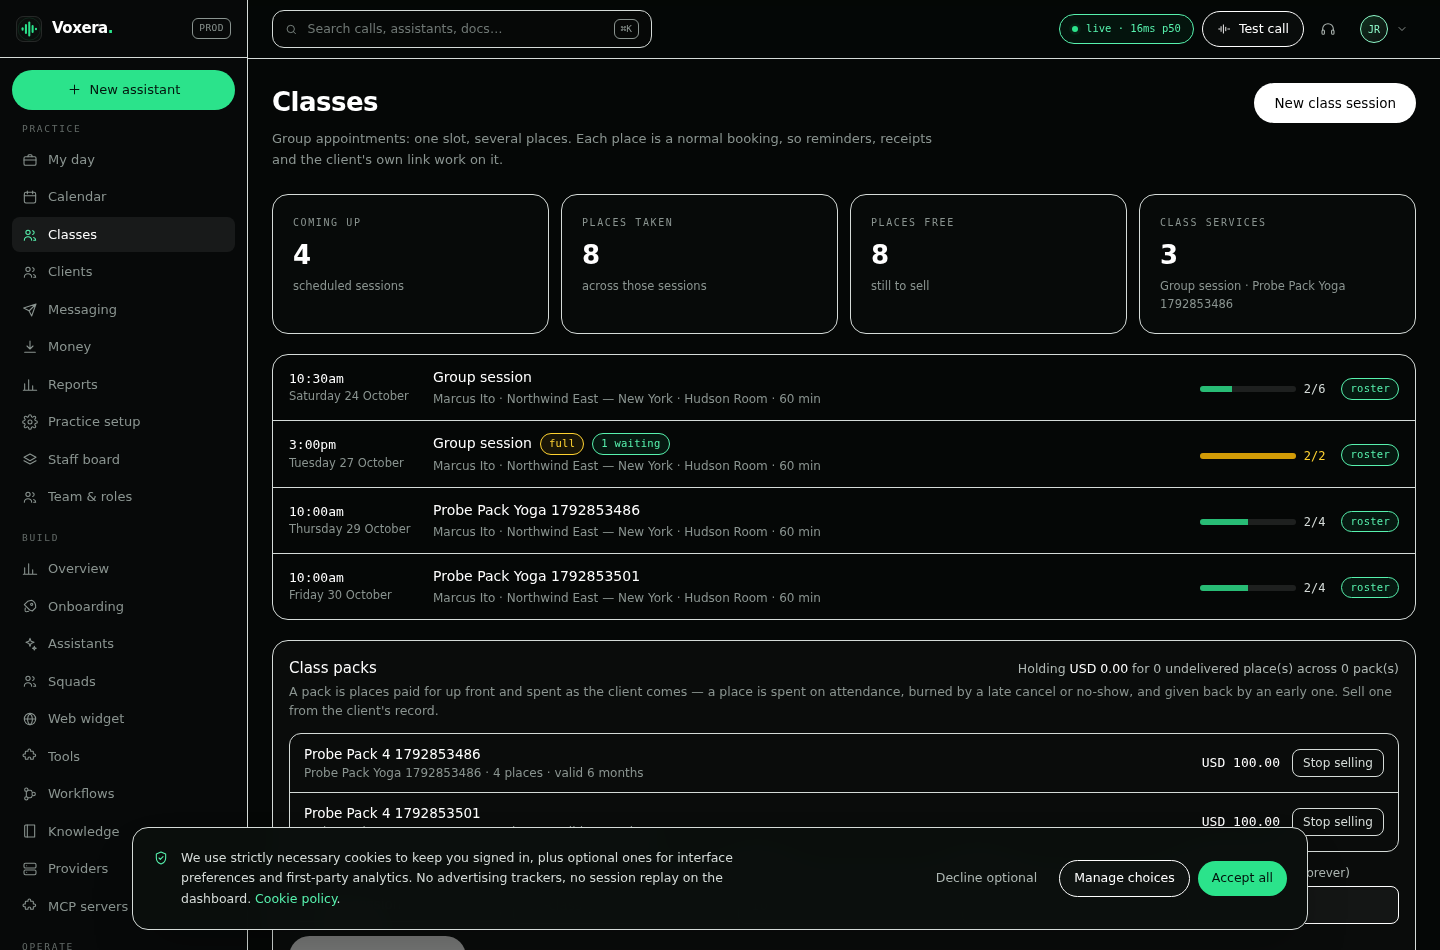 Voxera.
PROD
New assistant
PRACTICE
My day
Calendar
Classes
Clients
Messaging
Money
Reports
Practice setup
Staff board
Team & roles
BUILD
Overview
Onboarding
Assistants
Squads
Web widget
Tools
Workflows
Knowledge
Providers
MCP servers
OPERATE
Search calls, assistants, docs...
⌘K
live · 16ms p50
Test call
JR
Classes
New class session
Group appointments: one slot, several places. Each place is a normal booking, so reminders, receipts
and the client's own link work on it.
COMING UP
4
scheduled sessions
PLACES TAKEN
8
across those sessions
PLACES FREE
8
still to sell
CLASS SERVICES
3
Group session · Probe Pack Yoga
1792853486
10:30am
Saturday 24 October
Group session
Marcus Ito · Northwind East — New York · Hudson Room · 60 min
2/6
roster
3:00pm
Tuesday 27 October
Group session full 1 waiting
Marcus Ito · Northwind East — New York · Hudson Room · 60 min
2/2
roster
10:00am
Thursday 29 October
Probe Pack Yoga 1792853486
Marcus Ito · Northwind East — New York · Hudson Room · 60 min
2/4
roster
10:00am
Friday 30 October
Probe Pack Yoga 1792853501
Marcus Ito · Northwind East — New York · Hudson Room · 60 min
2/4
roster
Class packs
Holding USD 0.00 for 0 undelivered place(s) across 0 pack(s)
A pack is places paid for up front and spent as the client comes — a place is spent on attendance, burned by a late cancel or no-show, and given back by an early one. Sell one
from the client's record.
Probe Pack 4 1792853486
Probe Pack Yoga 1792853486 · 4 places · valid 6 months
USD 100.00
Stop selling
Probe Pack 4 1792853501
USD 100.00
Stop selling
orever)
We use strictly necessary cookies to keep you signed in, plus optional ones for interface
preferences and first-party analytics. No advertising trackers, no session replay on the
dashboard. Cookie policy.
Decline optional
Manage choices
Accept all